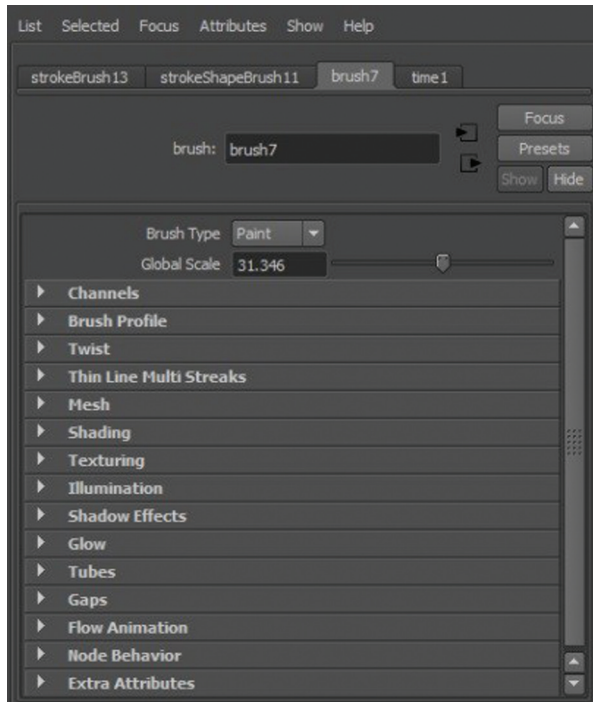 List Selected Focus Attributes Show Help
strokeBrush13 strokeShapeBrush11 brush7 time1
Focus
brush: brush7 Presets
Show Hide
Brush Type Paint
Global Scale 31.346
Channels
Brush Profile
Twist
Thin Line Multi Streaks
Mesh
Shading
Texturing
Illumination
Shadow Effects
Glow
Tubes
Gaps
Flow Animation
Node Behavior
Extra Attributes